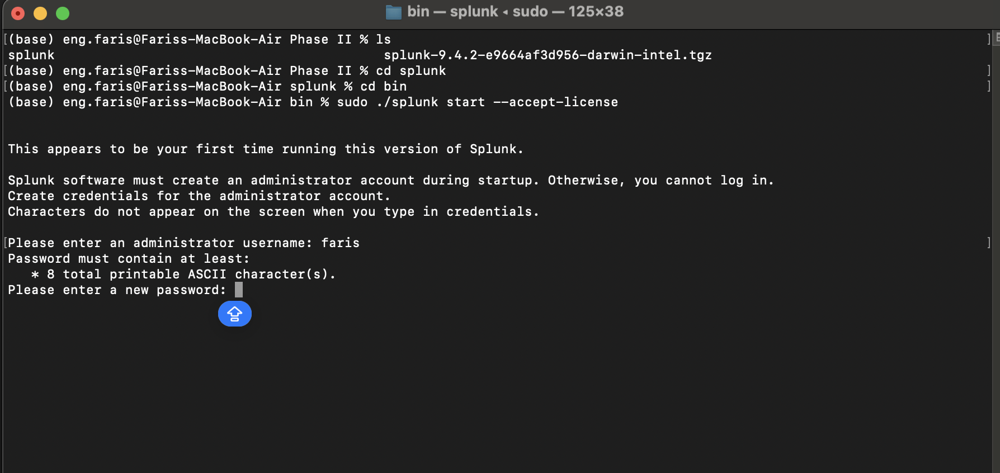 bin — splunk ◂ sudo — 125×38
[(base) eng.faris@Fariss-MacBook-Air Phase II % ls ]
splunk splunk-9.4.2-e9664af3d956-darwin-intel.tgz
[(base) eng.faris@Fariss-MacBook-Air Phase II % cd splunk ]
[(base) eng.faris@Fariss-MacBook-Air splunk % cd bin ]
(base) eng.faris@Fariss-MacBook-Air bin % sudo ./splunk start --accept-license
This appears to be your first time running this version of Splunk.
Splunk software must create an administrator account during startup. Otherwise, you cannot log in.
Create credentials for the administrator account.
Characters do not appear on the screen when you type in credentials.
[Please enter an administrator username: faris ]
Password must contain at least:
* 8 total printable ASCII character(s).
Please enter a new password: